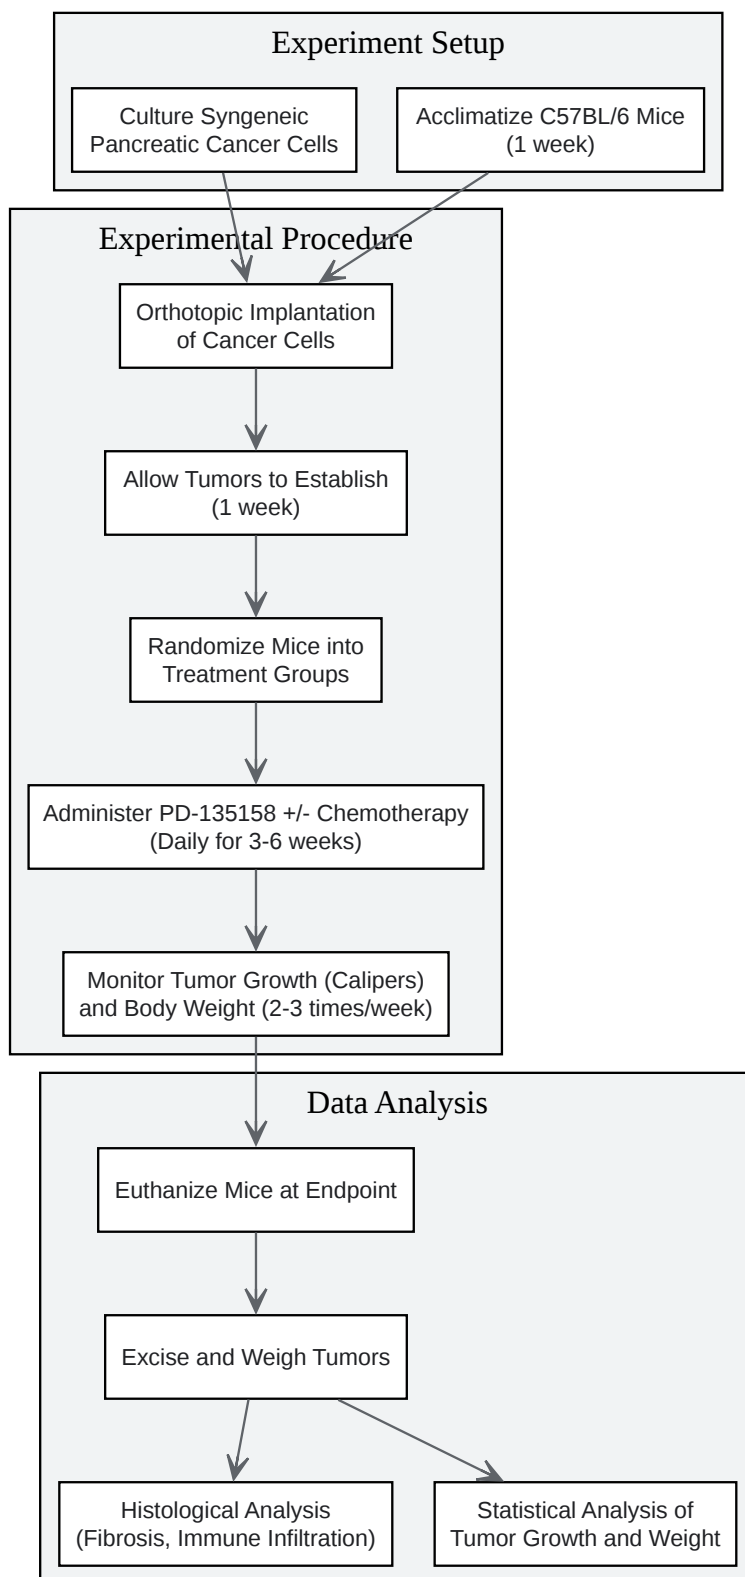 Experiment Setup
Culture Syngeneic
Pancreatic Cancer Cells
Acclimatize C57BL/6 Mice
(1 week)
Experimental Procedure
Orthotopic Implantation
of Cancer Cells
Allow Tumors to Establish
(1 week)
Randomize Mice into
Treatment Groups
Administer PD-135158 +/- Chemotherapy
(Daily for 3-6 weeks)
Monitor Tumor Growth (Calipers)
and Body Weight (2-3 times/week)
Data Analysis
Euthanize Mice at Endpoint
Excise and Weigh Tumors
Histological Analysis
(Fibrosis, Immune Infiltration)
Statistical Analysis of
Tumor Growth and Weight